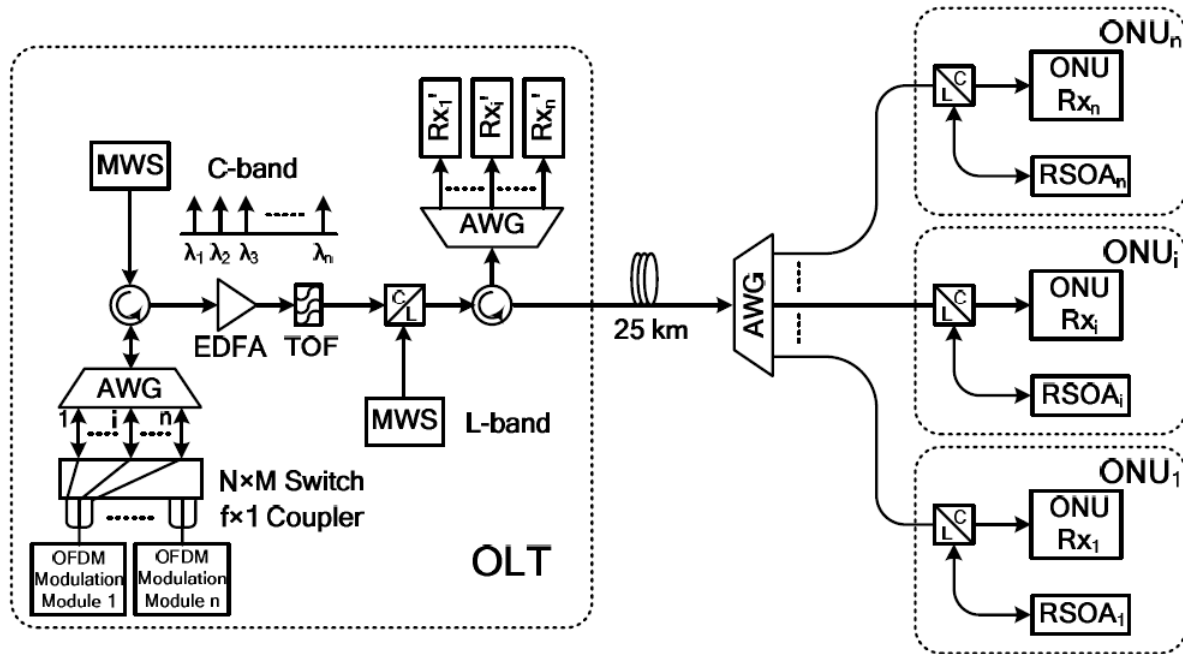 MWS
C-band
λ1 λ2 λ3 λn
EDFA
TOF
C
L
AWG
1 i n
N×M Switch
f×1 Coupler
OFDM
Modulation
Module 1
OFDM
Modulation
Module n
Rx1'
Rxi'
Rxn'
AWG
MWS
L-band
OLT
25 km
AWG
ONUn
C
L
ONU
Rxn
RSOAn
ONUi
C
L
ONU
Rxi
RSOAi
ONU1
C
L
ONU
Rx1
RSOA1